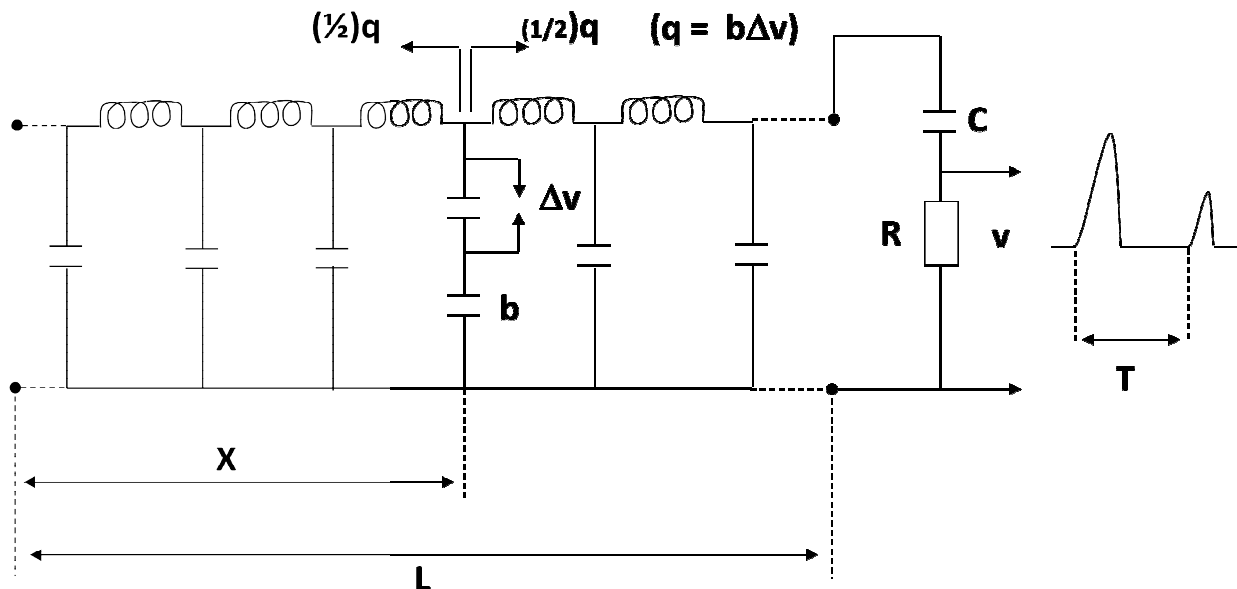 (½)q (1/2)q (q = bΔv)
C
Δv
R v
b
T
X
L